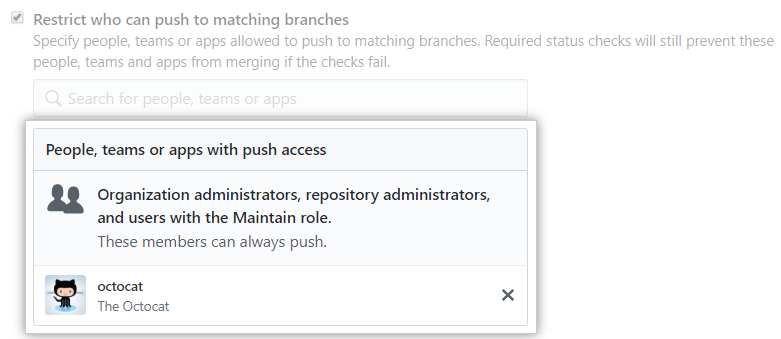 Restrict who can push to matching branches
Specify people, teams or apps allowed to push to matching branches. Required status checks will still prevent these
people, teams and apps from merging if the checks fail.
Search for people, teams or apps
People, teams or apps with push access
Organization administrators, repository administrators,
and users with the Maintain role.
These members can always push.
octocat
The Octocat